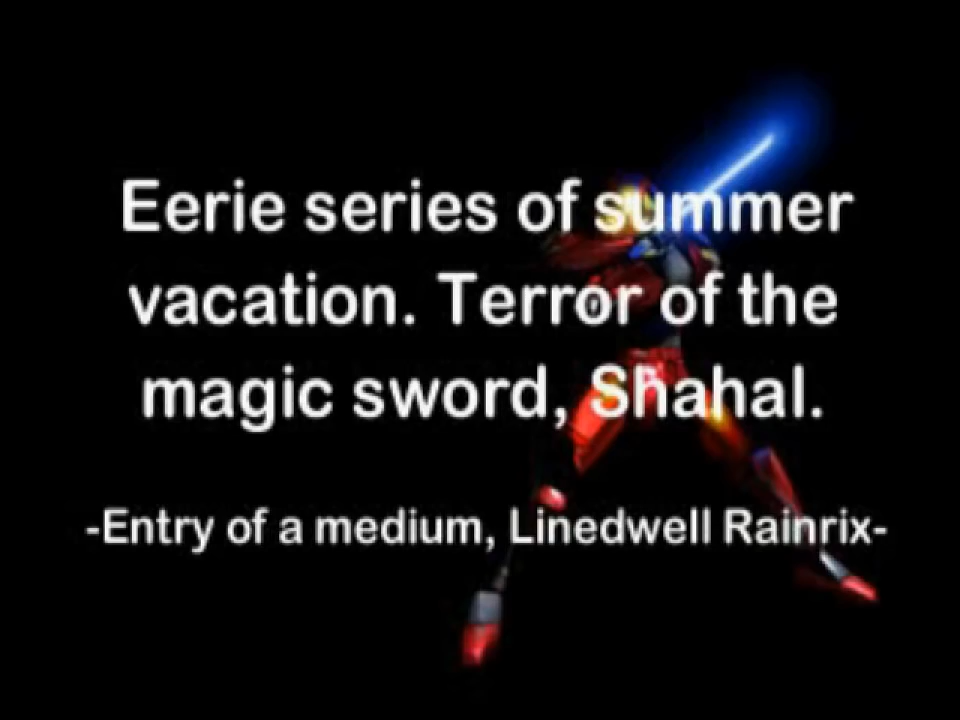 Eerie series of summer
vacation. Terror of the
magic sword, Shahal.
-Entry of a medium, Linedwell Rainrix-